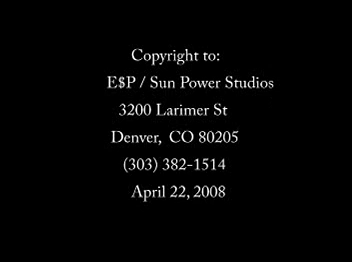 Copyright to:
E$P / Sun Power Studios
3200 Larimer St
Denver, CO 80205
(303) 382-1514
April 22, 2008